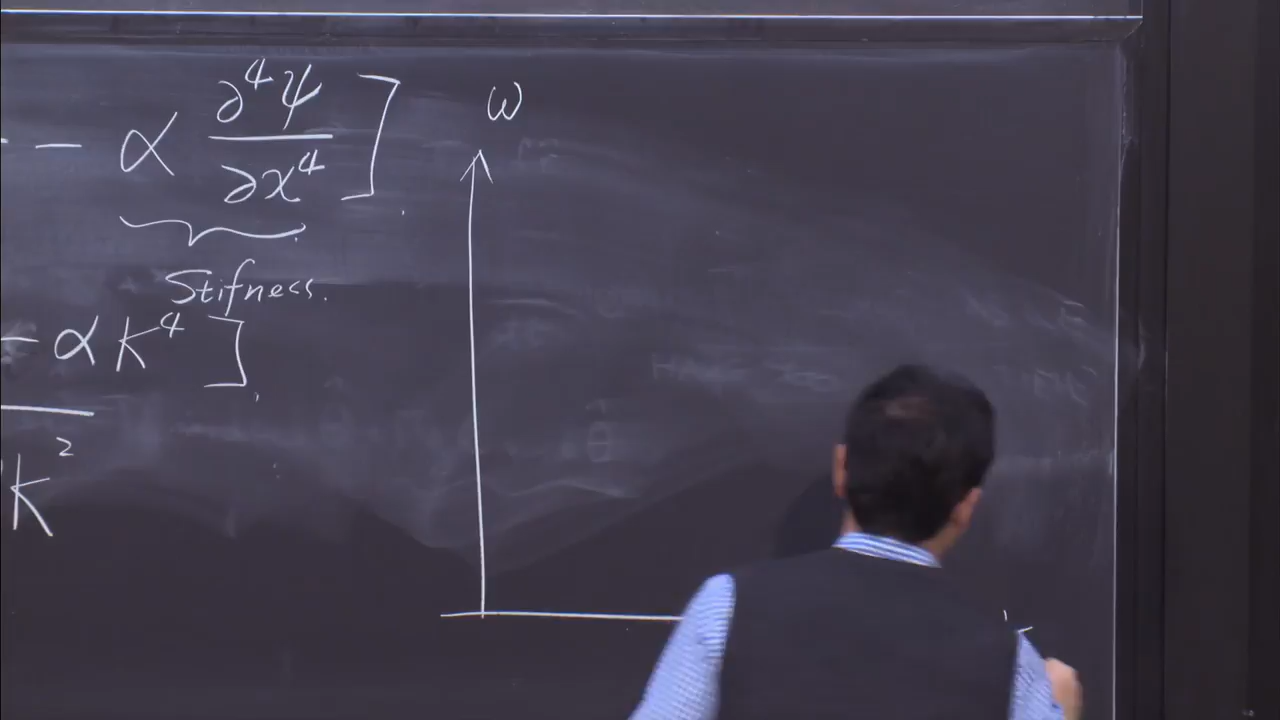 - - α ∂⁴ψ/∂x⁴ ]
Stifness.
- α k⁴ ].
k²
ω